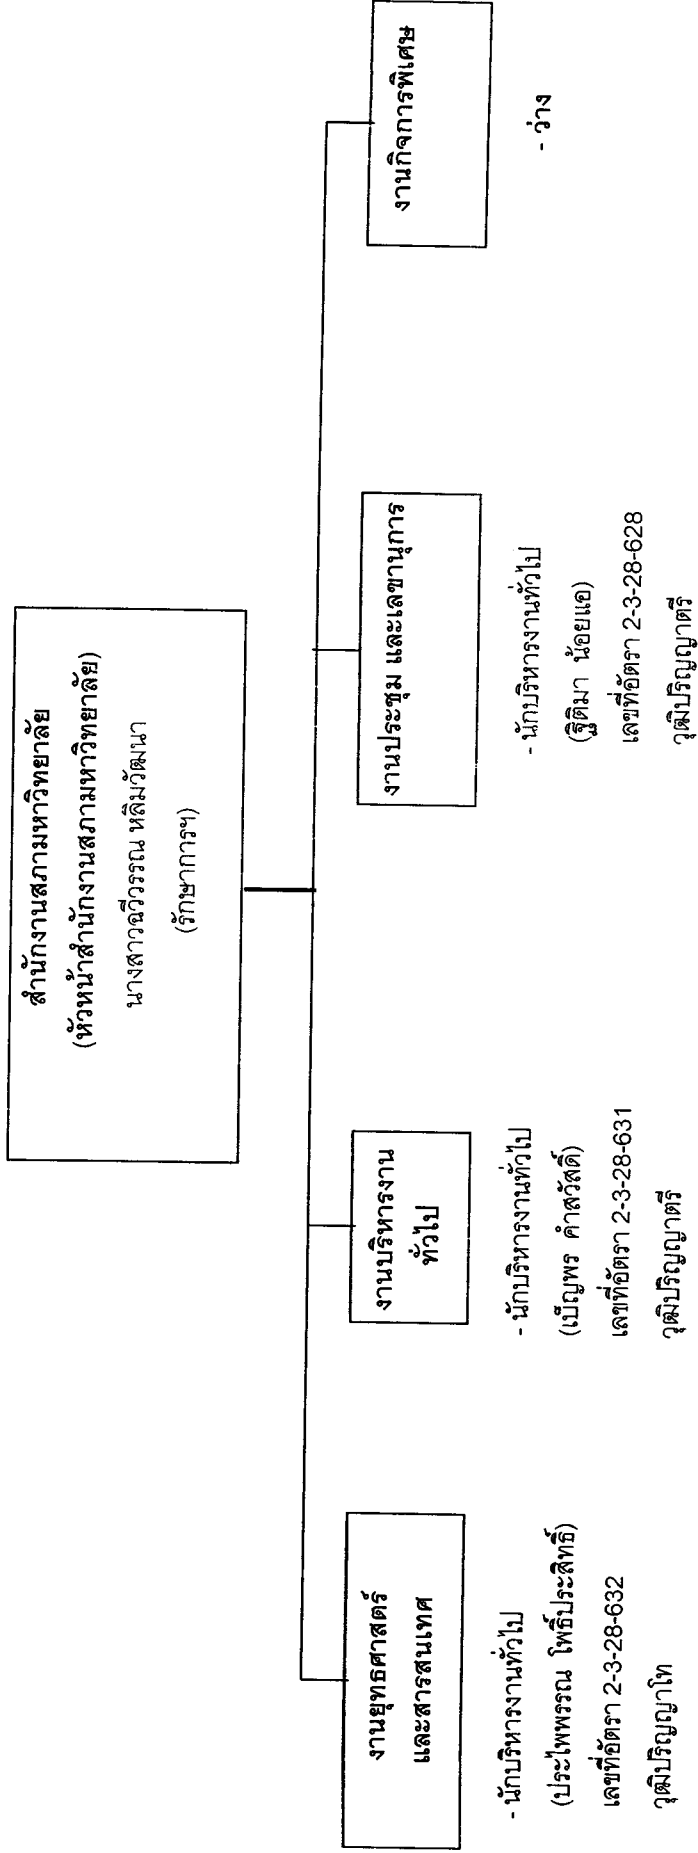 สำนักงานสภามหาวิทยาลัย
(หัวหน้าสำนักงานสภามหาวิทยาลัย)
นางสาวฉวีวรรณ หลิมวัฒนา
(รักษาการฯ)
งานยุทธศาสตร์
และสารสนเทศ
- นักบริหารงานทั่วไป
(ประไพพรรณ โพธิ์ประสิทธิ์)
เลขที่อัตรา 2-3-28-632
วุฒิปริญญาโท
งานบริหารงาน
ทั่วไป
- นักบริหารงานทั่วไป
(เบ็ญพร คำสวัสดิ์)
เลขที่อัตรา 2-3-28-631
วุฒิปริญญาตรี
งานประชุม และเลขานุการ
- นักบริหารงานทั่วไป
(ฐิติมา น้อยแอ)
เลขที่อัตรา 2-3-28-628
วุฒิปริญญาตรี
งานกิจการพิเศษ
- ว่าง